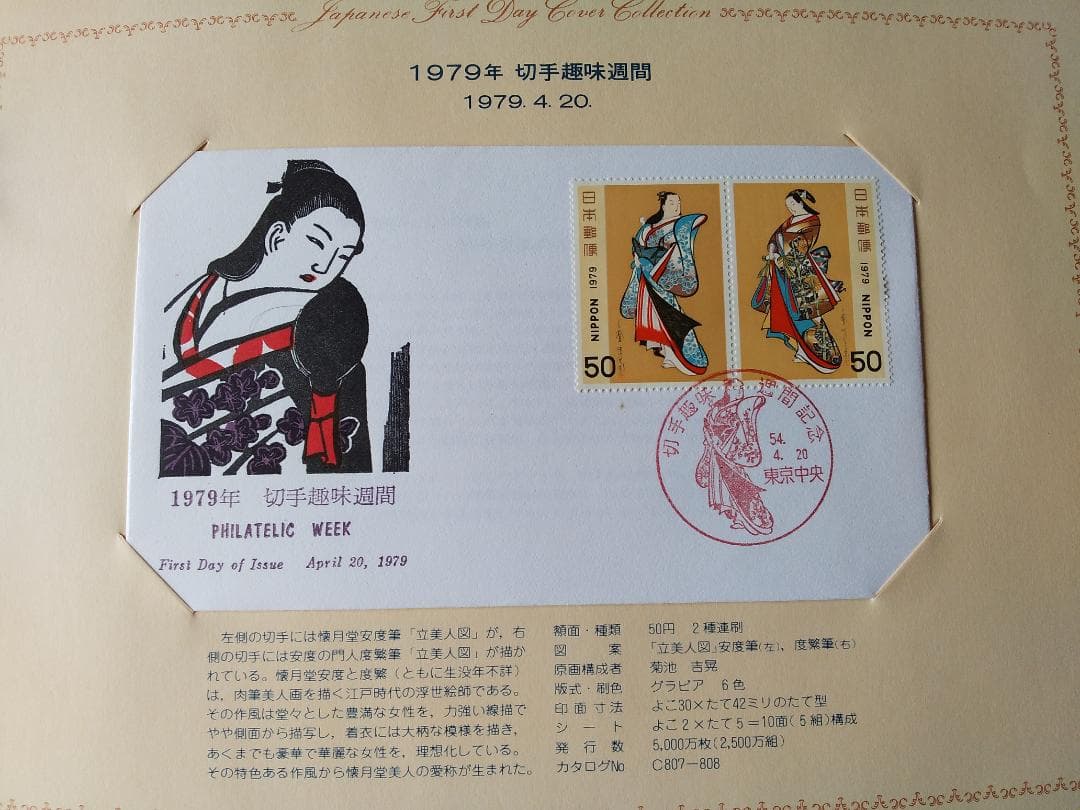 Japanese First Day Cover Collection
1979年 切手趣味週間
1979. 4. 20.
日本郵便
NIPPON 1979
50
日本郵便
1979 NIPPON
50
切手趣味週間記念
54.
4. 20
東京中央
1979年 切手趣味週間
PHILATELIC WEEK
First Day of Issue April 20, 1979
左側の切手には懐月堂安度筆「立美人図」が，右
側の切手には安度の門人度繁筆「立美人図」が描か
れている。懐月堂安度と度繁（ともに生没年不詳）
は，肉筆美人画を描く江戸時代の浮世絵師である。
その作風は堂々とした豊満な女性を，力強い線描で
やや側面から描写し，着衣には大柄な模様を描き，
あくまでも豪華で華麗な女性を，理想化している。
その特色ある作風から懐月堂美人の愛称が生まれた。
額面・種類 50円 2種連刷
図案 「立美人図」安度筆(左)，度繁筆(右)
原画構成者 菊池 吉晃
版式・刷色 グラビア 6色
印面寸法 よこ30×たて42ミリのたて型
シート よこ2×たて5＝10面(5組)構成
発行数 5,000万枚(2,500万組)
カタログNo C807－808